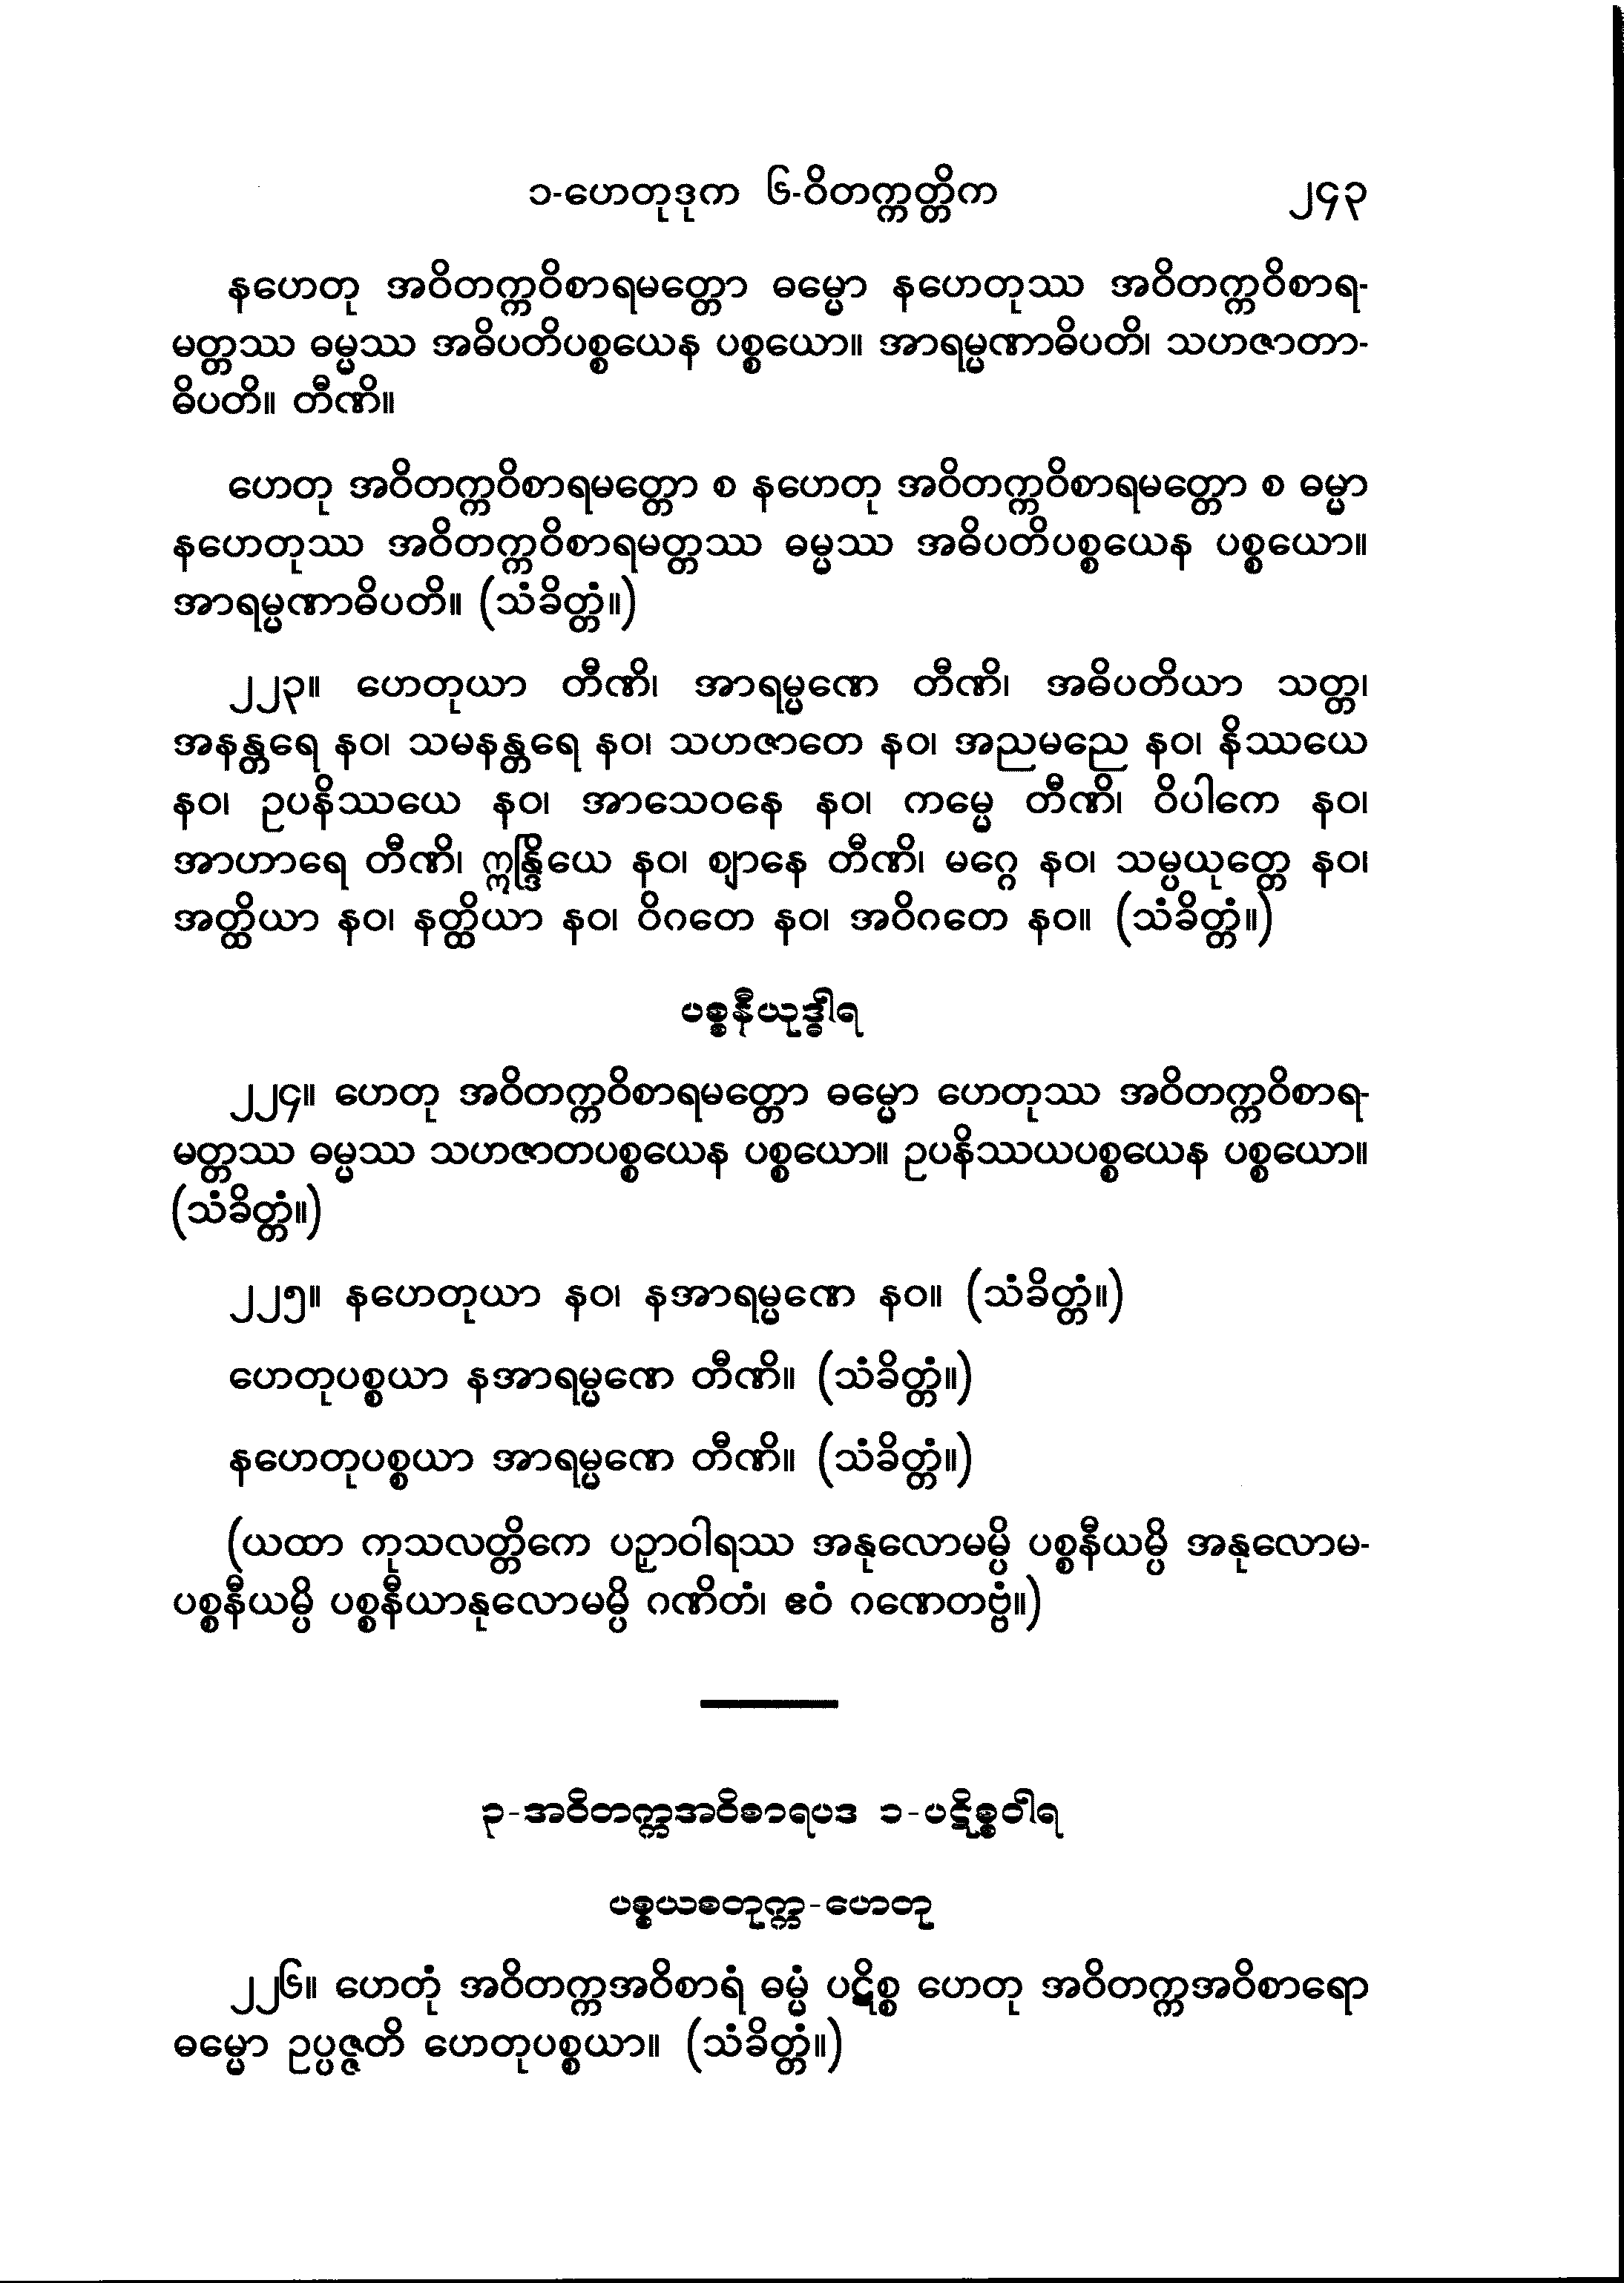 ၁-ဟေတုဒုက ၆-ဝိတက္ကတ္တိက ၂၄၃
နဟေတု အဝိတက္ကဝိစာရမတ္တော ဓမ္မော နဟေတုဿ အဝိတက္ကဝိစာရ-
မတ္တဿ ဓမ္မဿ အဓိပတိပစ္စယေန ပစ္စယော။ အာရမ္မဏာဓိပတိ၊ သဟဇာတာ-
ဓိပတိ။ တီဏိ။
ဟေတု အဝိတက္ကဝိစာရမတ္တော စ နဟေတု အဝိတက္ကဝိစာရမတ္တော စ ဓမ္မာ
နဟေတုဿ အဝိတက္ကဝိစာရမတ္တဿ ဓမ္မဿ အဓိပတိပစ္စယေန ပစ္စယော။
အာရမ္မဏာဓိပတိ။ (သံခိတ္တံ။)
၂၂၃။ ဟေတုယာ တီဏိ၊ အာရမ္မဏေ တီဏိ၊ အဓိပတိယာ သတ္တ၊
အနန္တရေ နဝ၊ သမနန္တရေ နဝ၊ သဟဇာတေ နဝ၊ အညမညေ နဝ၊ နိဿယေ
နဝ၊ ဥပနိဿယေ နဝ၊ အာသေဝနေ နဝ၊ ကမ္မေ တီဏိ၊ ဝိပါကေ နဝ၊
အာဟာရေ တီဏိ၊ ဣန္ဒြိယေ နဝ၊ ဈာနေ တီဏိ၊ မဂ္ဂေ နဝ၊ သမ္ပယုတ္တေ နဝ၊
အတ္ထိယာ နဝ၊ နတ္ထိယာ နဝ၊ ဝိဂတေ နဝ၊ အဝိဂတေ နဝ။ (သံခိတ္တံ။)
ပစ္စနီယုဒ္ဓါရ
၂၂၄။ ဟေတု အဝိတက္ကဝိစာရမတ္တော ဓမ္မော ဟေတုဿ အဝိတက္ကဝိစာရ-
မတ္တဿ ဓမ္မဿ သဟဇာတပစ္စယေန ပစ္စယော။ ဥပနိဿယပစ္စယေန ပစ္စယော။
(သံခိတ္တံ။)
၂၂၅။ နဟေတုယာ နဝ၊ နအာရမ္မဏေ နဝ။ (သံခိတ္တံ။)
ဟေတုပစ္စယာ နအာရမ္မဏေ တီဏိ။ (သံခိတ္တံ။)
နဟေတုပစ္စယာ အာရမ္မဏေ တီဏိ။ (သံခိတ္တံ။)
(ယထာ ကုသလတ္တိကေ ပဉှာဝါရဿ အနုလောမမ္ပိ ပစ္စနီယမ္ပိ အနုလောမ-
ပစ္စနီယမ္ပိ ပစ္စနီယာနုလောမမ္ပိ ဂဏိတံ၊ ဧဝံ ဂဏေတဗ္ဗံ။)
၃-အဝိတက္ကအဝိစာရပဒ ၁-ပဋိစ္စဝါရ
ပစ္စယစတုက္က-ဟေတု
၂၂၆။ ဟေတုံ အဝိတက္ကအဝိစာရံ ဓမ္မံ ပဋိစ္စ ဟေတု အဝိတက္ကအဝိစာရော
ဓမ္မော ဥပ္ပဇ္ဇတိ ဟေတုပစ္စယာ။ (သံခိတ္တံ။)